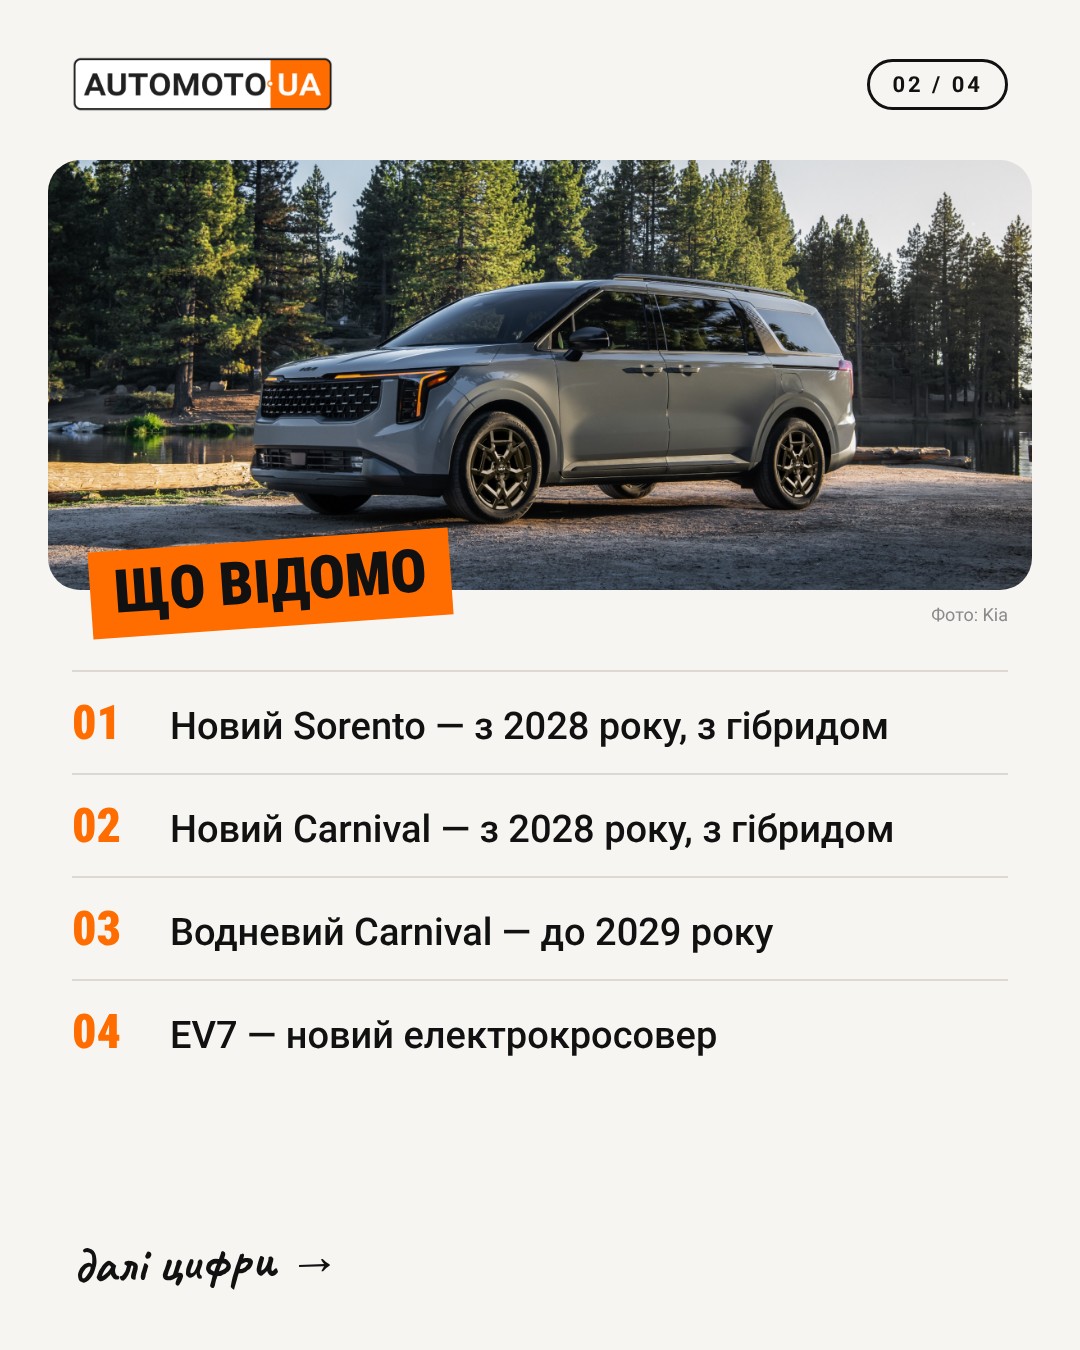 AUTOMOTO UA
02 / 04
ЩО ВІДОМО
Фото: Kia
01 Новий Sorento — з 2028 року, з гібридом
02 Новий Carnival — з 2028 року, з гібридом
03 Водневий Carnival — до 2029 року
04 EV7 — новий електрокросовер
далі цифри →